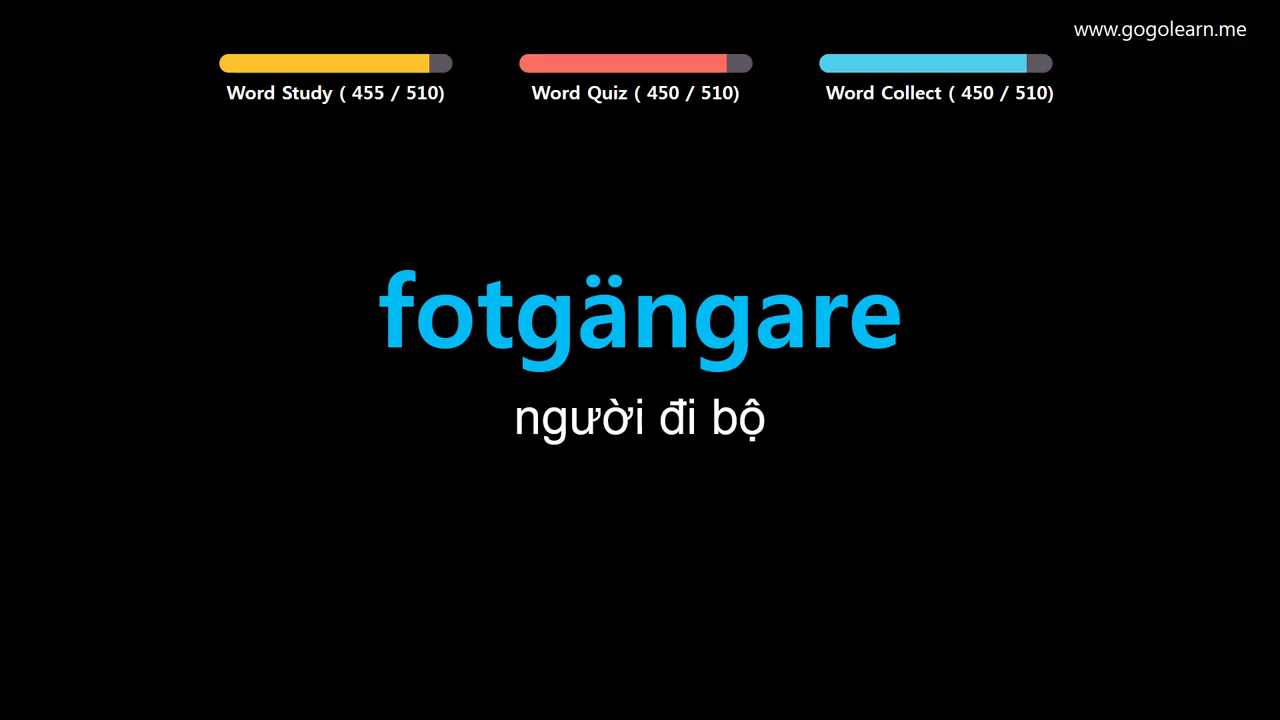 www.gogolearn.me
Word Study ( 455 / 510)
Word Quiz ( 450 / 510)
Word Collect ( 450 / 510)
fotgängare
người đi bộ